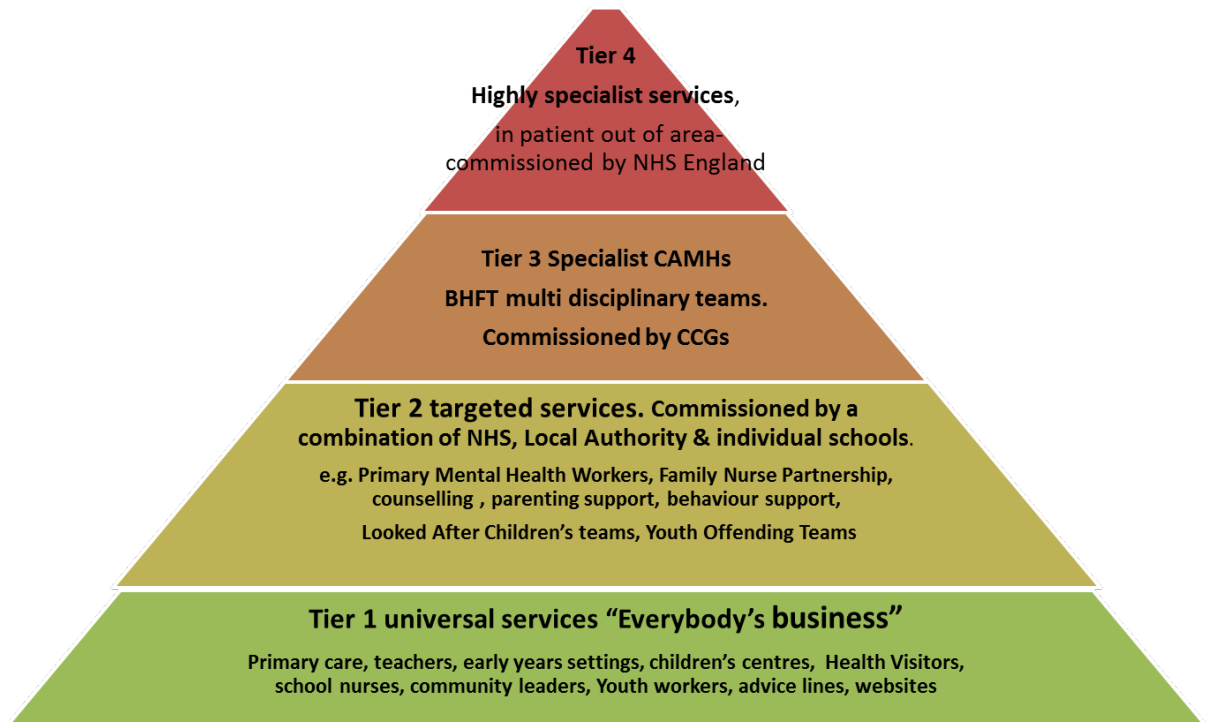 Tier 4
Highly specialist services,
in patient out of area-
commissioned by NHS England
Tier 3 Specialist CAMHs
BHFT multi disciplinary teams.
Commissioned by CCGs
Tier 2 targeted services. Commissioned by a
combination of NHS, Local Authority & individual schools.
e.g. Primary Mental Health Workers, Family Nurse Partnership,
counselling , parenting support, behaviour support,
Looked After Children’s teams, Youth Offending Teams
Tier 1 universal services “Everybody’s business”
Primary care, teachers, early years settings, children’s centres, Health Visitors,
school nurses, community leaders, Youth workers, advice lines, websites